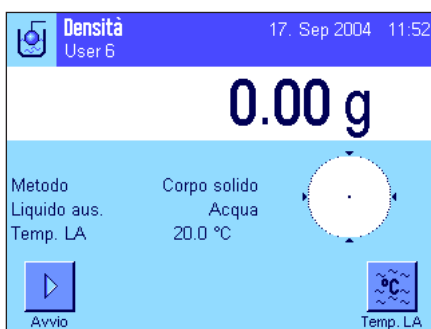 Densità 17. Sep 2004 11:52
User 6
0.00 g
Metodo Corpo solido
Liquido aus. Acqua
Temp. LA 20.0 °C
°C
Avvio Temp. LA